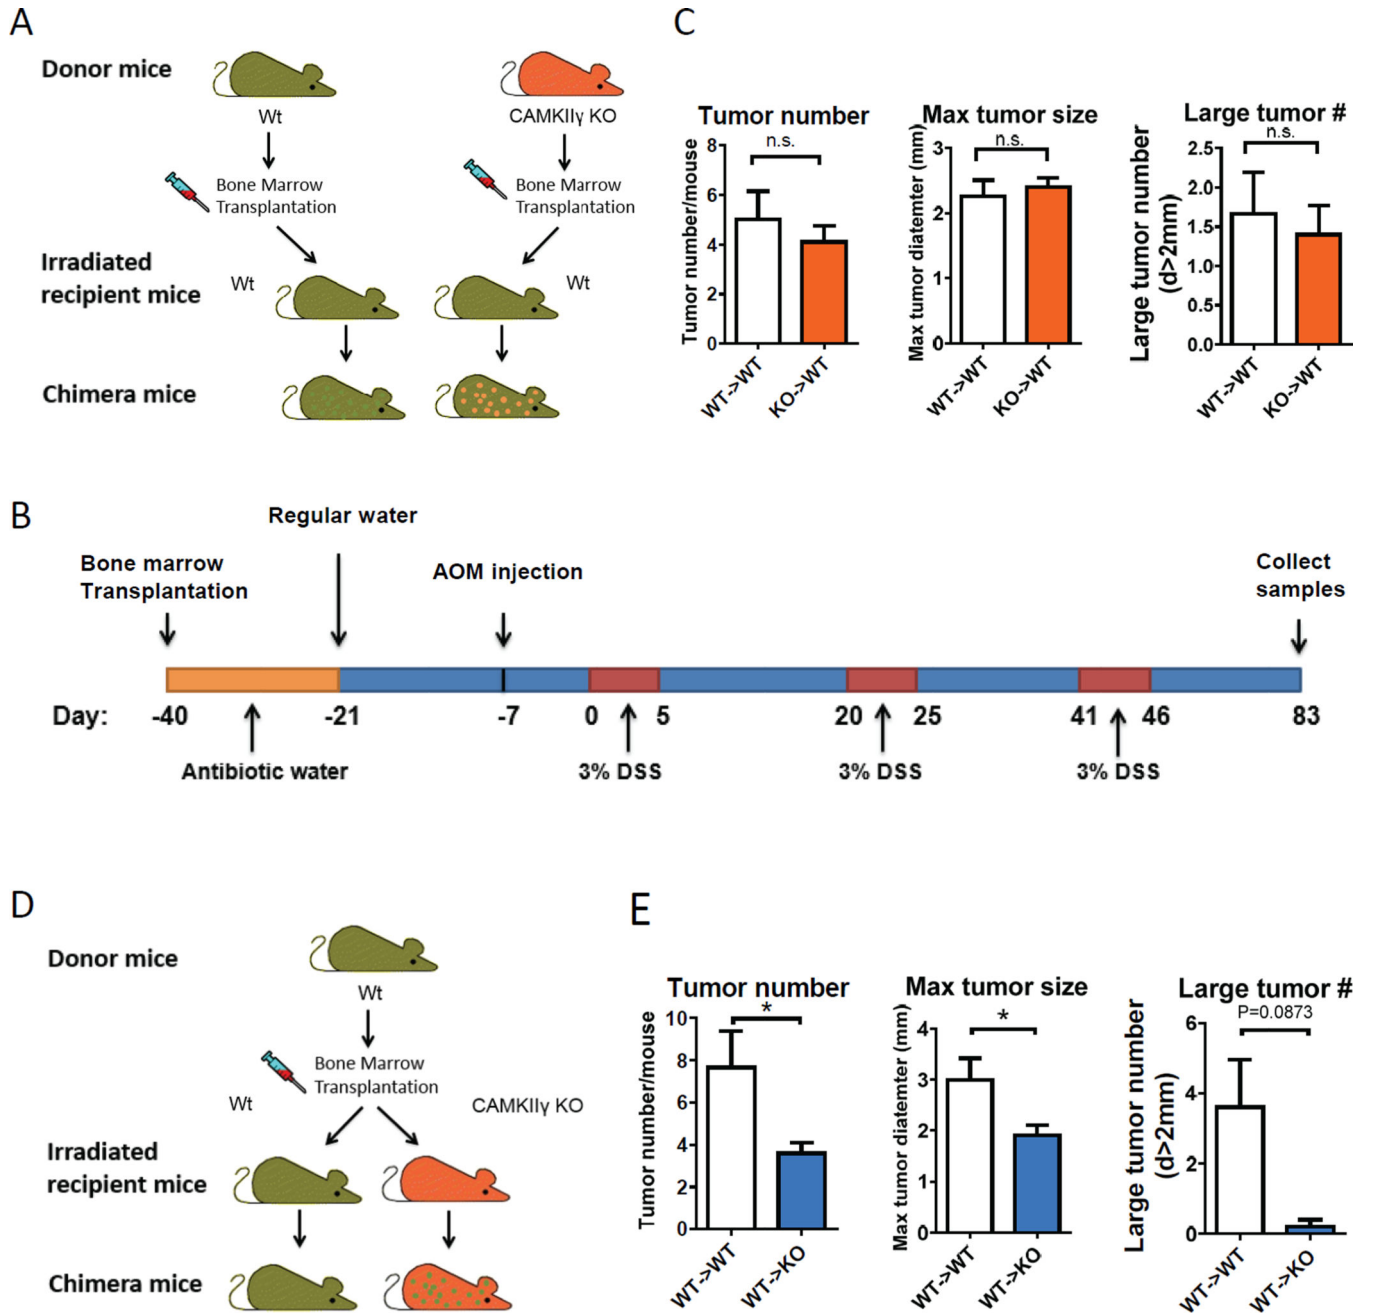 A
Donor mice
Wt
CAMKIIγ KO
Bone Marrow
Transplantation
Bone Marrow
Transplantation
Irradiated
recipient mice
Wt
Wt
Chimera mice
C
Tumor number
n.s.
Tumor number/mouse
8
6
4
2
0
WT->WT
KO->WT
Max tumor size
n.s.
Max tumor diatemter (mm)
3
2
1
0
WT->WT
KO->WT
Large tumor #
n.s.
Large tumor number
(d>2mm)
2.5
2.0
1.5
1.0
0.5
0.0
WT->WT
KO->WT
B
Regular water
Bone marrow
Transplantation
AOM injection
Collect
samples
Day: -40 -21 -7 0 5 20 25 41 46 83
Antibiotic water 3% DSS 3% DSS 3% DSS
D
Donor mice
Wt
Bone Marrow
Transplantation
Wt
CAMKIIγ KO
Irradiated
recipient mice
Chimera mice
E
Tumor number
*
Tumor number/mouse
10
8
6
4
2
0
WT->WT
WT->KO
Max tumor size
*
Max tumor diatemter (mm)
4
3
2
1
0
WT->WT
WT->KO
Large tumor #
P=0.0873
Large tumor number
(d>2mm)
6
4
2
0
WT->WT
WT->KO